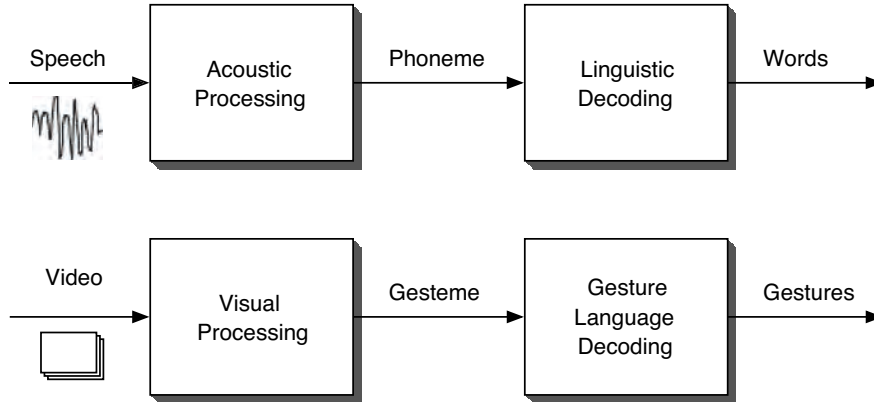 Speech
Acoustic
Processing
Phoneme
Linguistic
Decoding
Words
Video
Visual
Processing
Gesteme
Gesture
Language
Decoding
Gestures